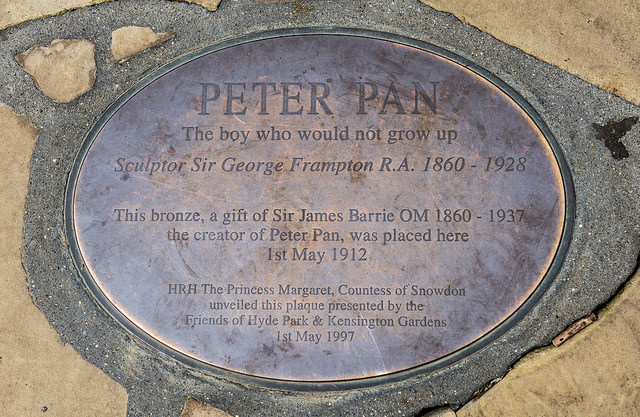 PETER PAN
The boy who would not grow up
Sculptor Sir George Frampton R.A. 1860 - 1928
This bronze, a gift of Sir James Barrie OM 1860 - 1937
the creator of Peter Pan, was placed here
1st May 1912
HRH The Princess Margaret, Countess of Snowdon
unveiled this plaque presented by the
Friends of Hyde Park & Kensington Gardens
1st May 1997